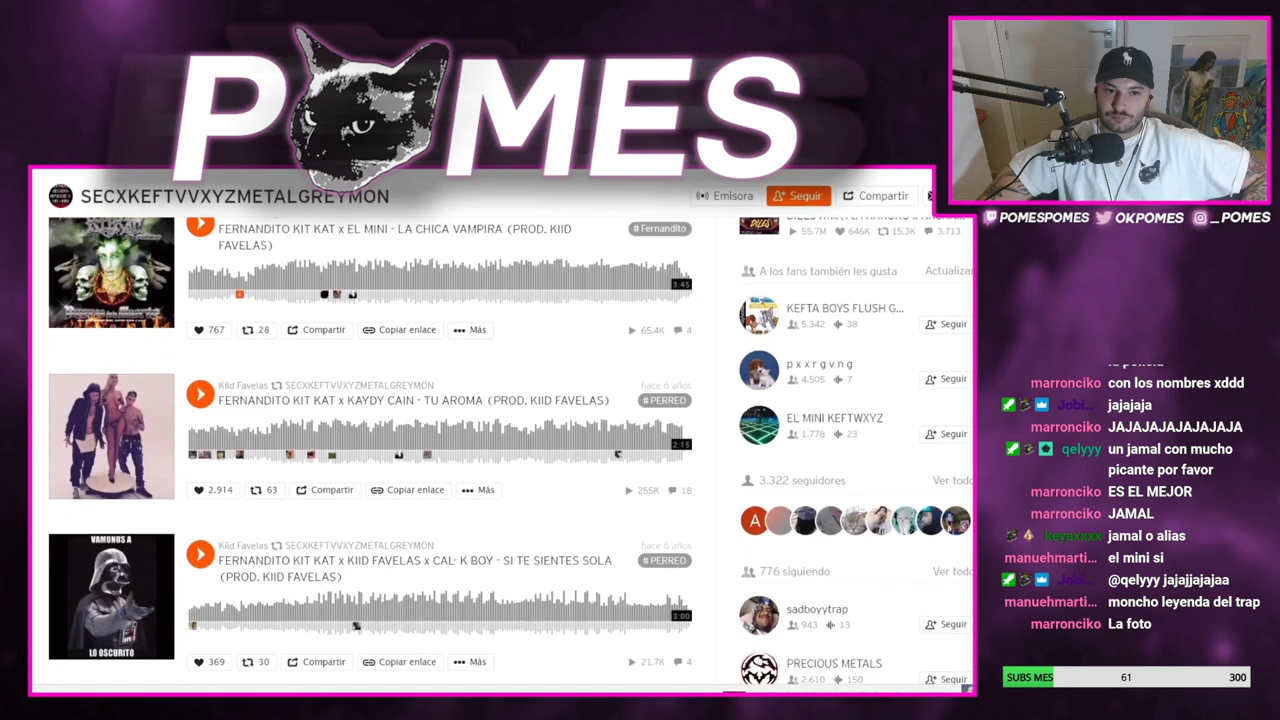 POMES
SECXKEFTVVXYZMETALGREYMON
Emisora
Seguir
Compartir
FERNANDITO KIT KAT x EL MINI - LA CHICA VAMPIRA (PROD. KIID
FAVELAS)
# Fernandito
3:45
767
28
Compartir
Copiar enlace
Más
65.4K
4
Kiid Favelas SECXKEFTVVXYZMETALGREYMON
hace 6 años
FERNANDITO KIT KAT x KAYDY CAIN - TU AROMA (PROD. KIID FAVELAS)
# PERREO
2:15
2.914
63
Compartir
Copiar enlace
Más
255K
18
VAMONOS A
LO OSCURITO
Kiid Favelas SECXKEFTVVXYZMETALGREYMON
hace 6 años
FERNANDITO KIT KAT x KIID FAVELAS x CAL- K BOY - SI TE SIENTES SOLA
(PROD. KIID FAVELAS)
# PERREO
3:00
369
30
Compartir
Copiar enlace
Más
21.7K
4
55.7M 646K 15.3K 3.713
A los fans también les gusta
Actualizar
KEFTA BOYS FLUSH G...
5.342 38
Seguir
p x x r g v n g
4.505 7
Seguir
EL MINI KEFTWXYZ
1.778 23
Seguir
3.322 seguidores
Ver todo
A
776 siguiendo
Ver todo
sadboyytrap
943 13
Seguir
PRECIOUS METALS
2.610 150
Seguir
POMESPOMES OKPOMES _POMES
la policia
marronciko con los nombres xddd
Jobi... jajajaja
marronciko JAJAJAJAJAJAJAJA
qelyyy un jamal con mucho
picante por favor
marronciko ES EL MEJOR
marronciko JAMAL
keyaxxxx jamal o alias
manuehmarti... el mini si
Jobi... @qelyyy jajajjajajaa
manuehmarti... moncho leyenda del trap
marronciko La foto
SUBS MES 61 300